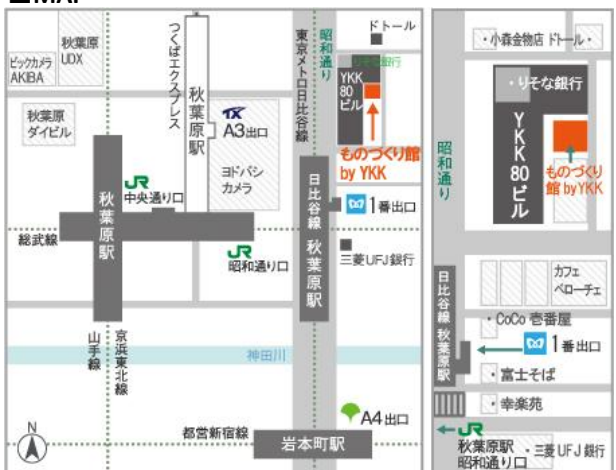 MAP
秋葉原
UDX
ビックカメラ
AKIBA
秋葉原
ダイビル
つくばエクスプレス
秋葉原駅
TX
A3出口
ヨドバシ
カメラ
東京メトロ日比谷線
昭和通り
ドトール
りそな銀行
YKK
80
ビル
ものづくり館
by YKK
JR
中央通り口
秋葉原駅
総武線
JR
昭和通り口
日比谷線 秋葉原駅
1番出口
三菱UFJ銀行
山手線
京浜東北線
神田川
N
都営新宿線
岩本町駅
A4出口
・小森金物店
ドトール・
・りそな銀行
YKK80ビル
昭和通り
ものづくり
館 by YKK
日比谷線 秋葉原駅
カフェ
ベローチェ
・CoCo壱番屋
1番出口
・富士そば
・幸楽苑
JR
秋葉原駅
昭和通り口
・三菱UFJ銀行